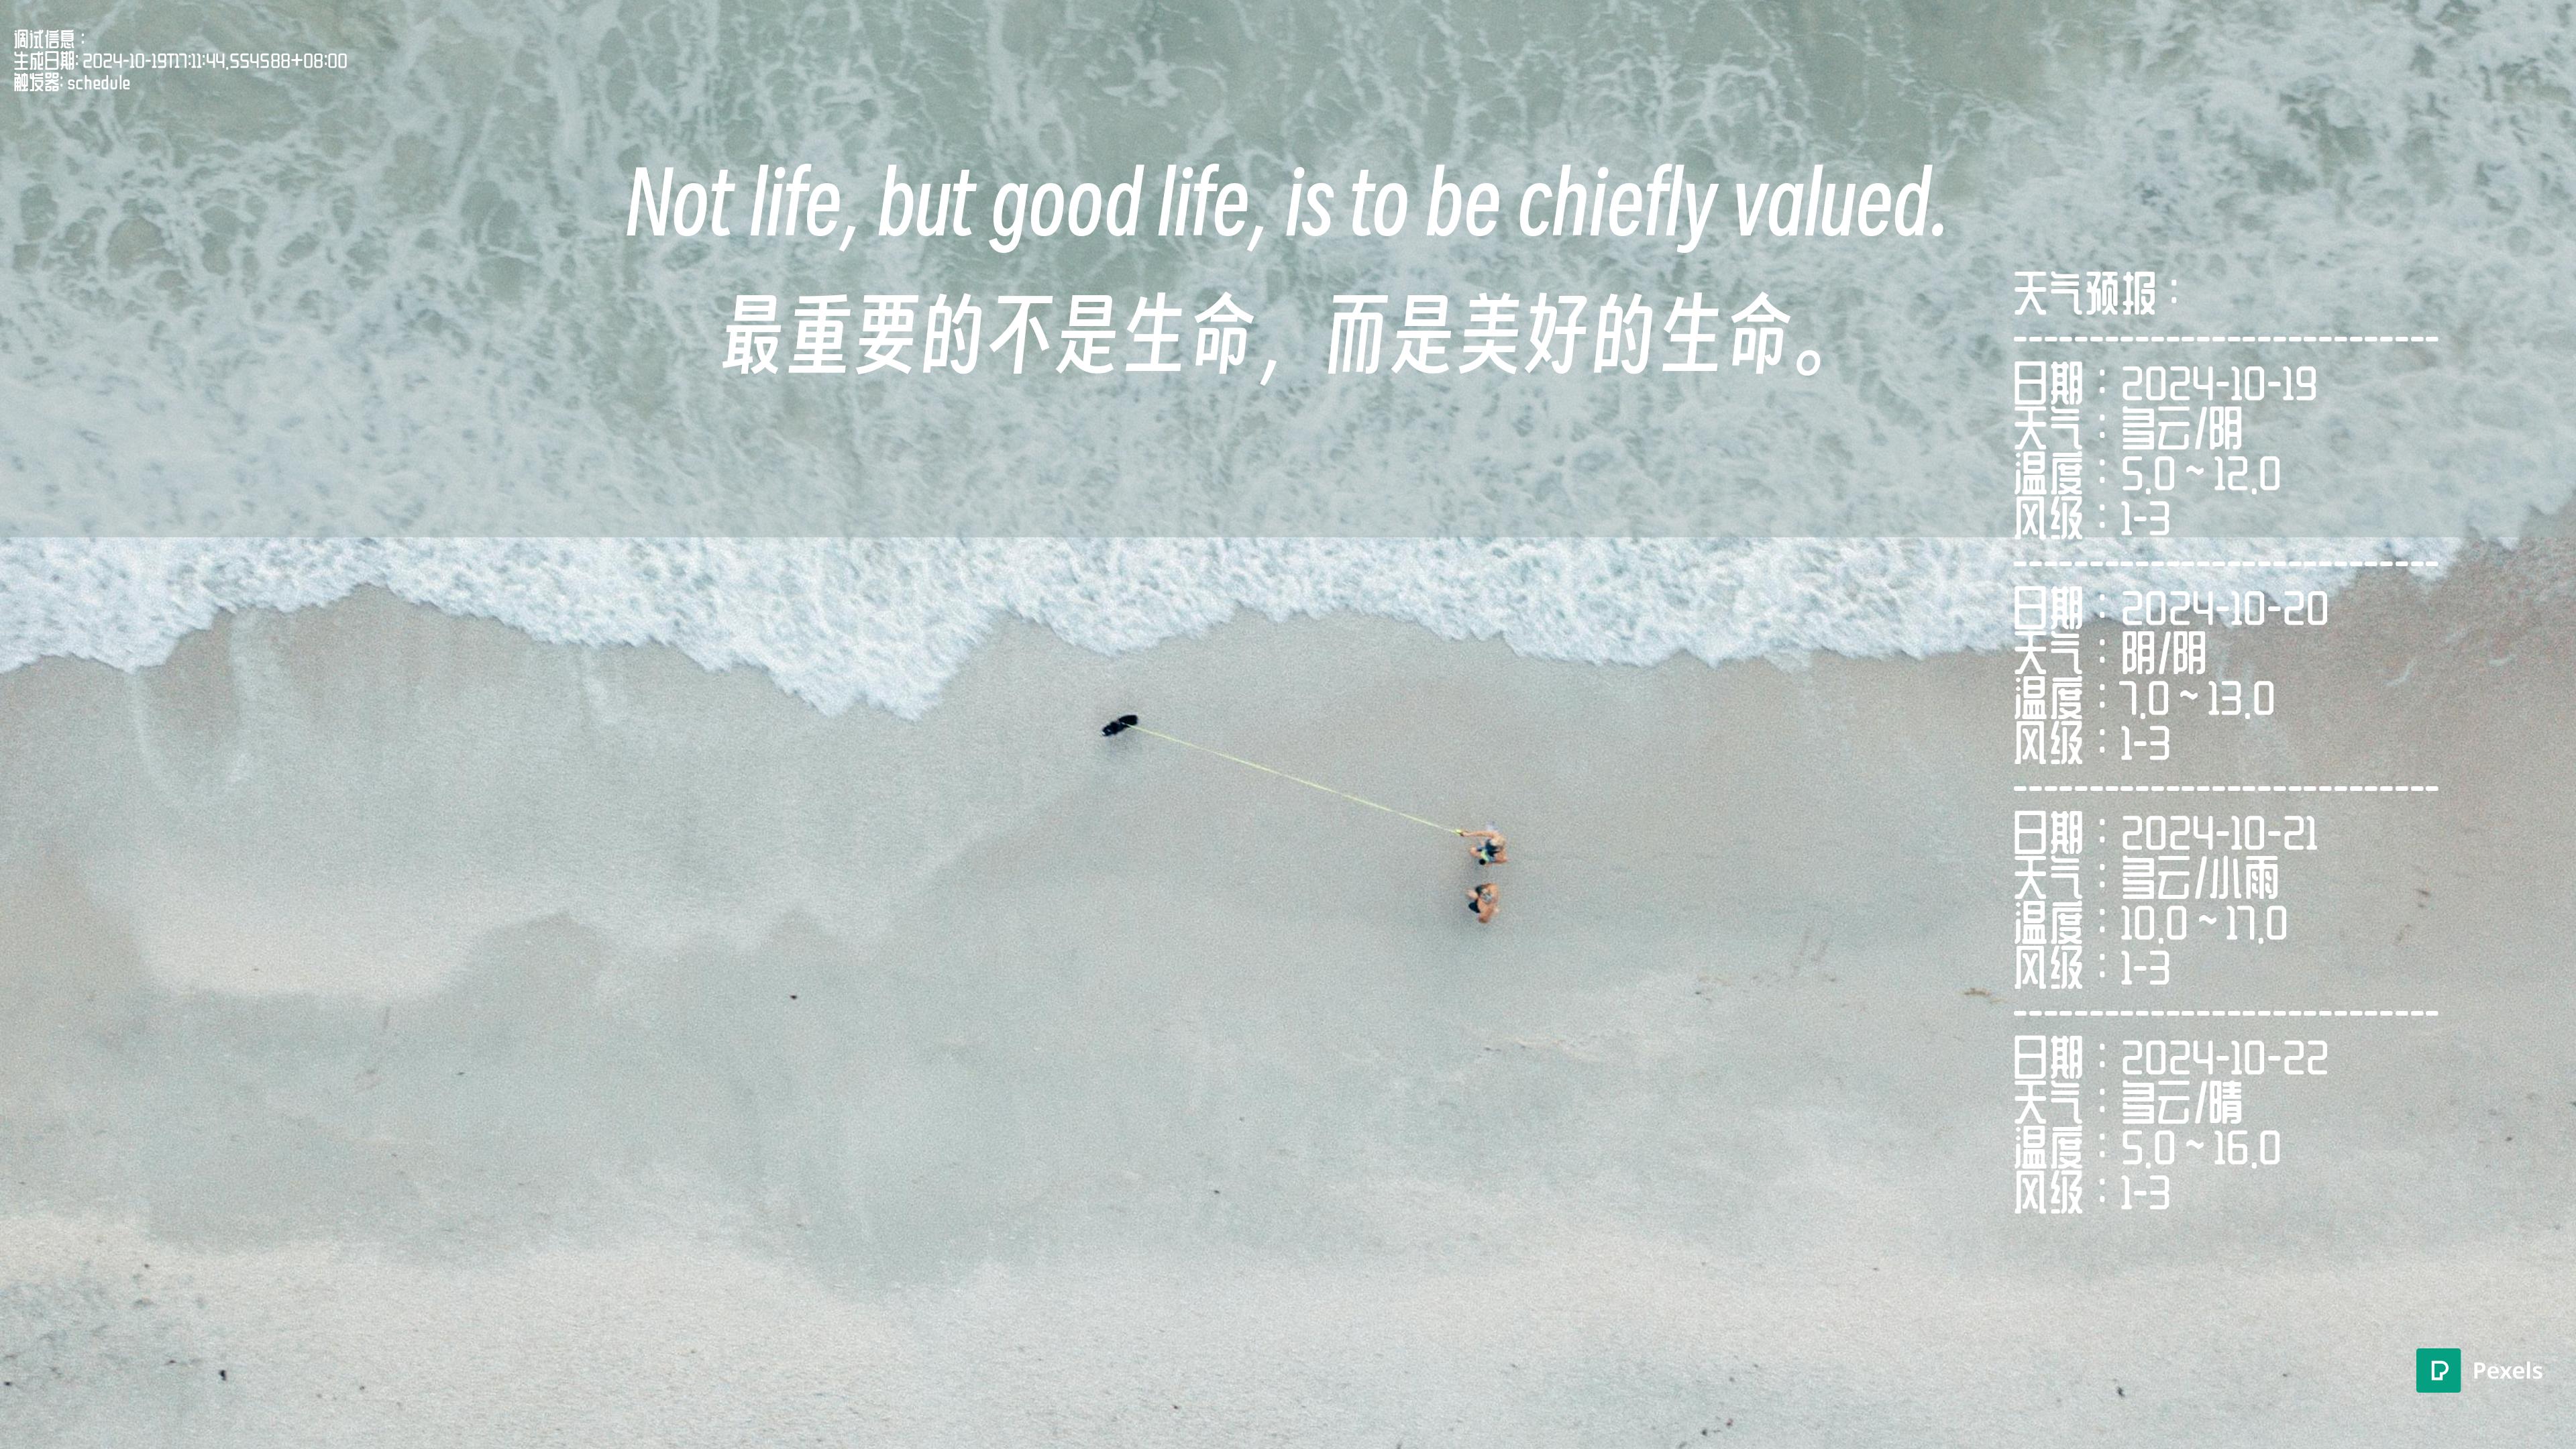 调试信息：
生成日期: 2024-10-19T17:11:44.554588+08:00
触发器: schedule
Not life, but good life, is to be chiefly valued.
最重要的不是生命，而是美好的生命。
天气预报：
---------------------------
日期：2024-10-19
天气：多云/阴
温度：5.0 ~ 12.0
风级：1-3
---------------------------
日期：2024-10-20
天气：阴/阴
温度：7.0 ~ 13.0
风级：1-3
---------------------------
日期：2024-10-21
天气：多云/小雨
温度：10.0 ~ 17.0
风级：1-3
---------------------------
日期：2024-10-22
天气：多云/晴
温度：5.0 ~ 16.0
风级：1-3
Pexels